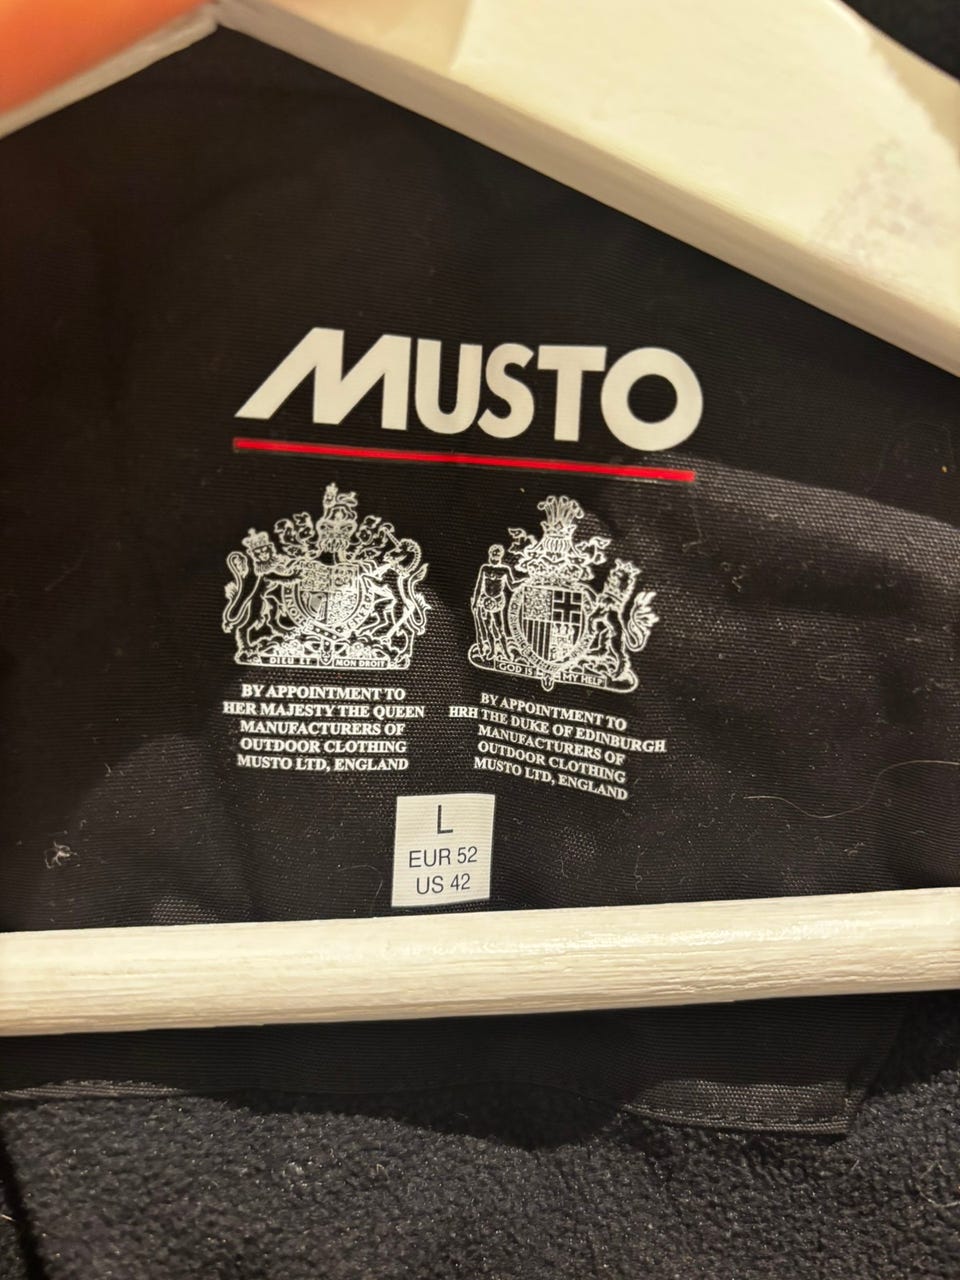 MUSTO
DIEU ET MON DROIT
BY APPOINTMENT TO
HER MAJESTY THE QUEEN
MANUFACTURERS OF
OUTDOOR CLOTHING
MUSTO LTD, ENGLAND
GOD IS MY HELP
BY APPOINTMENT TO
HRH THE DUKE OF EDINBURGH
MANUFACTURERS OF
OUTDOOR CLOTHING
MUSTO LTD, ENGLAND
L
EUR 52
US 42